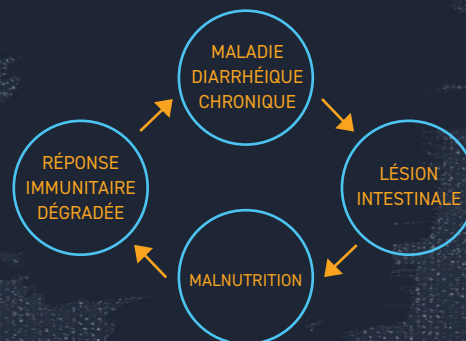 MALADIE
DIARRHÉIQUE
CHRONIQUE
LÉSION
INTESTINALE
MALNUTRITION
RÉPONSE
IMMUNITAIRE
DÉGRADÉE